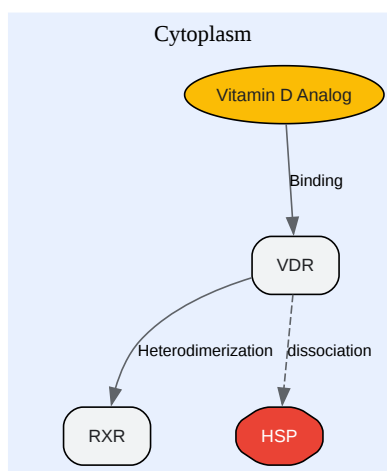 Cytoplasm
Vitamin D Analog
Binding
VDR
Heterodimerization
dissociation
RXR
HSP